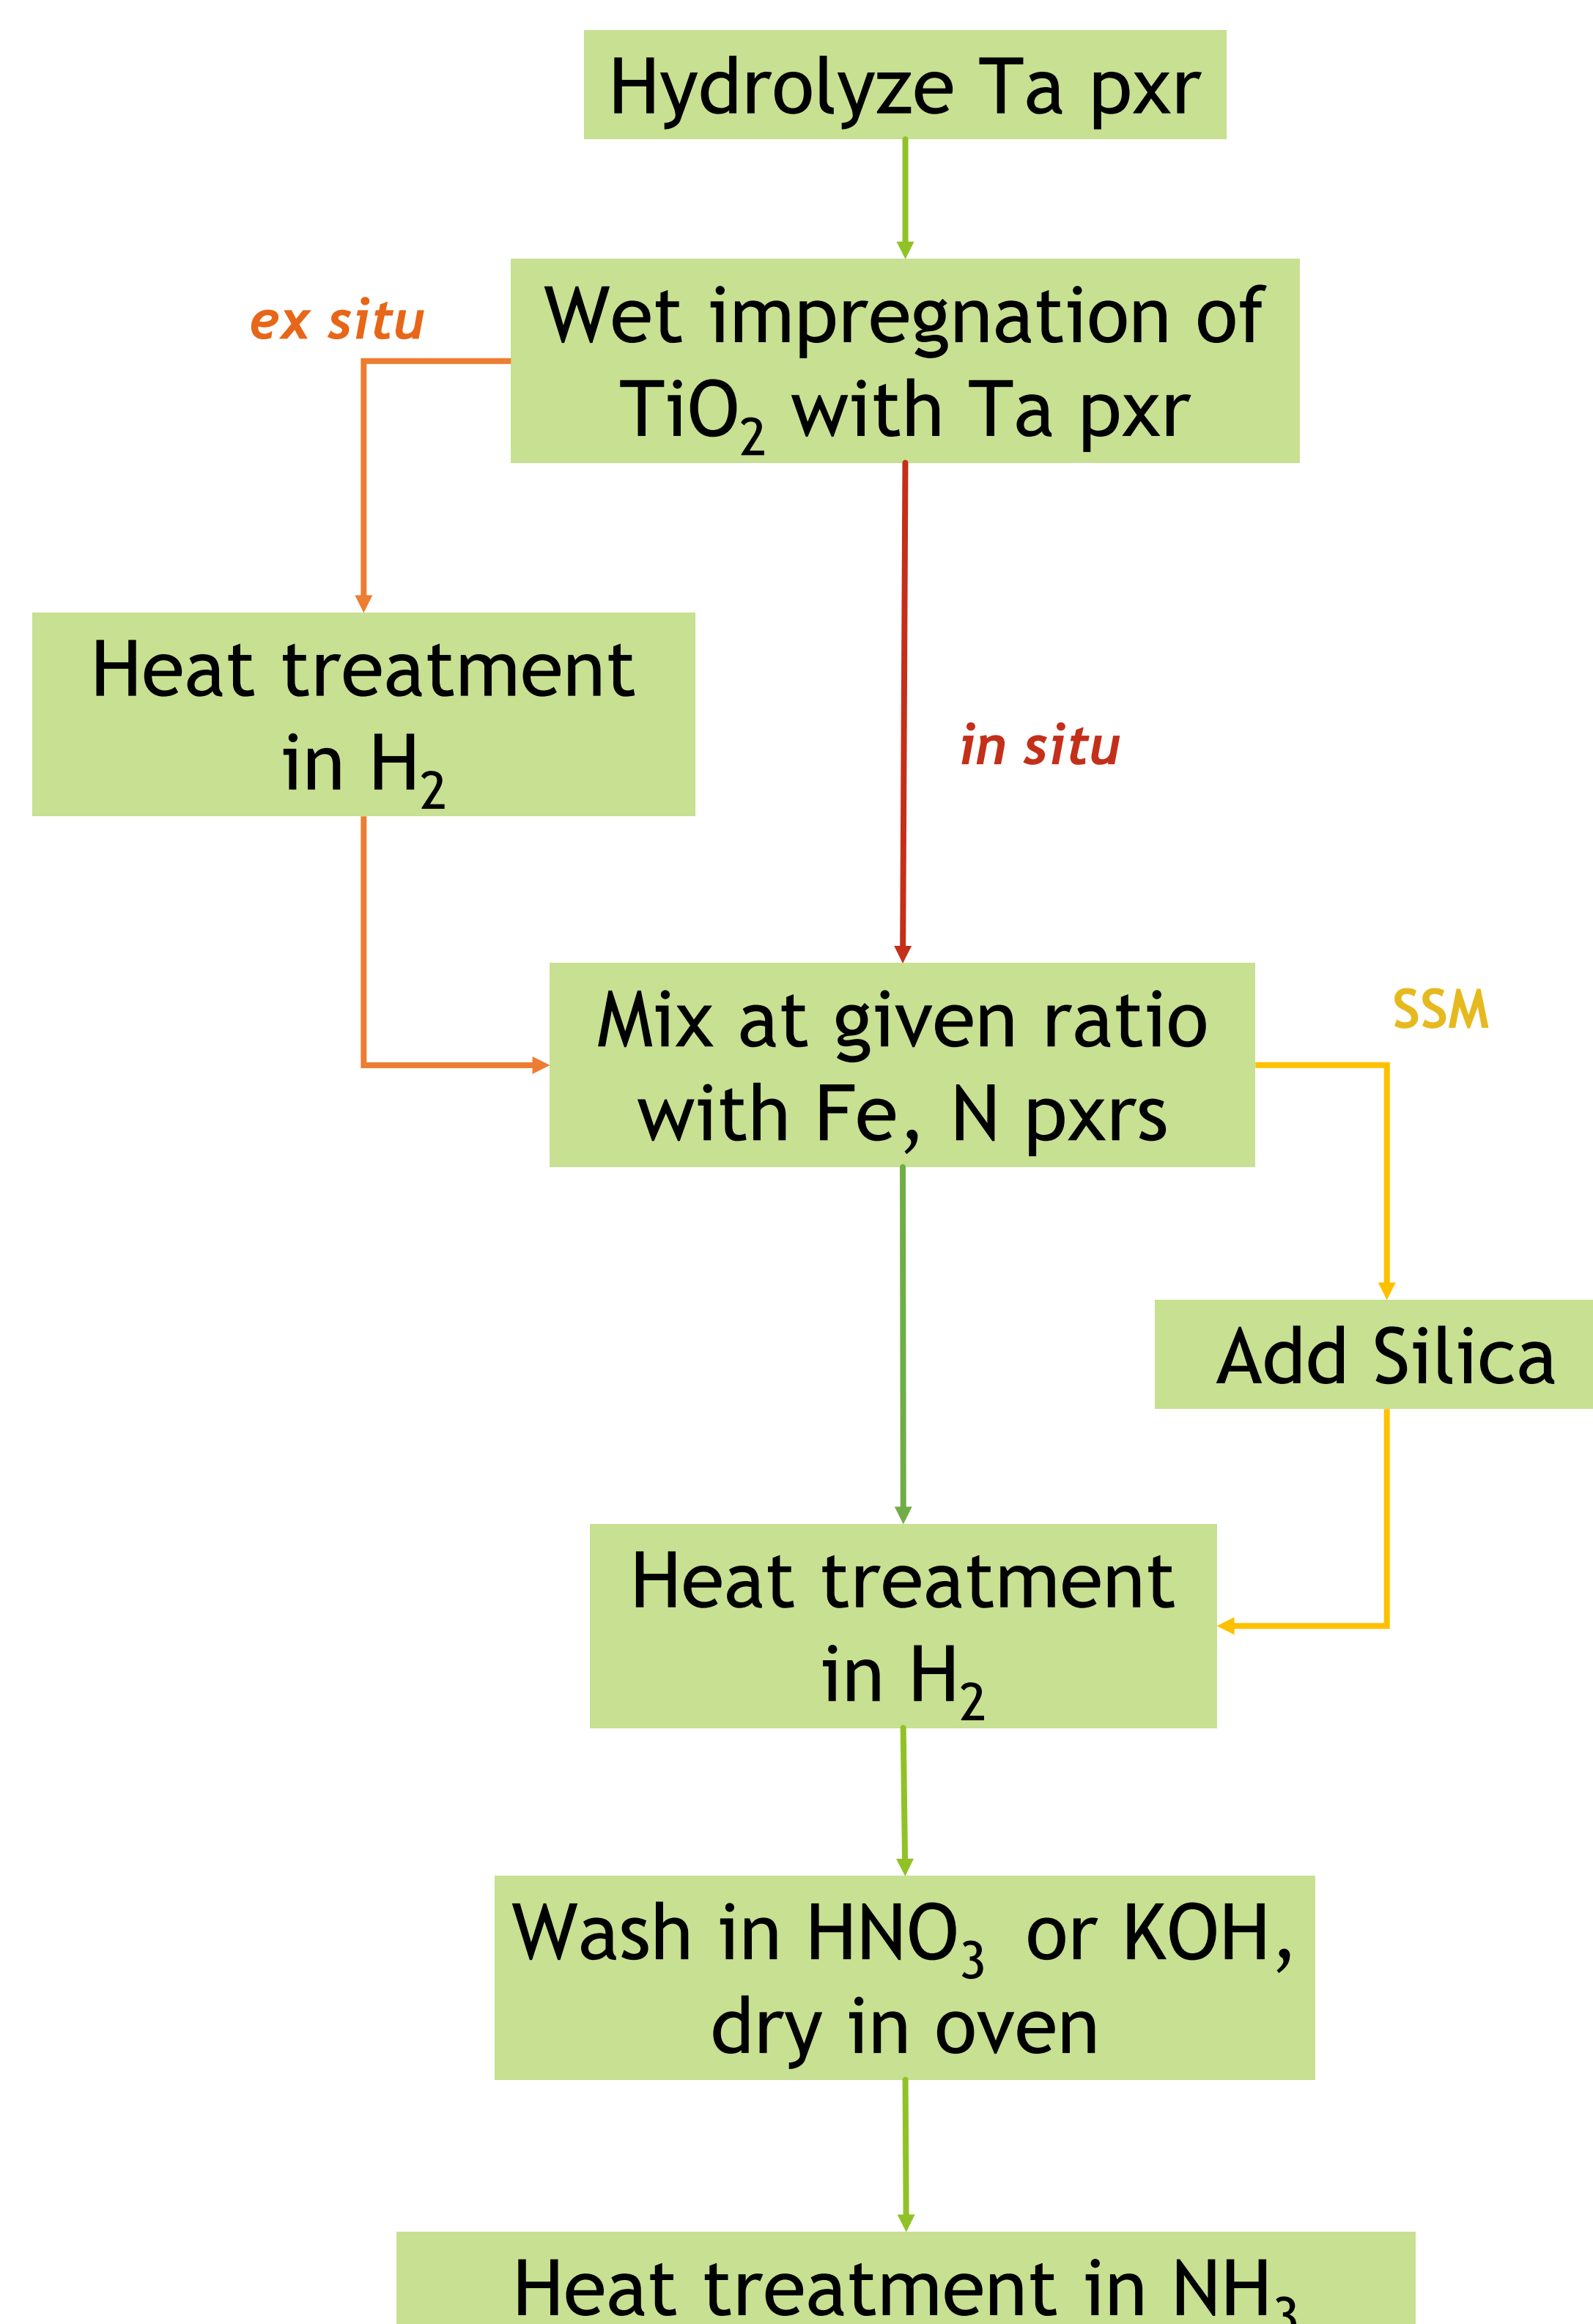 Hydrolyze Ta pxr
Wet impregnation of
TiO₂ with Ta pxr
ex situ
Heat treatment
in H₂
in situ
Mix at given ratio
with Fe, N pxrs
SSM
Add Silica
Heat treatment
in H₂
Wash in HNO₃ or KOH,
dry in oven
Heat treatment in NH₃